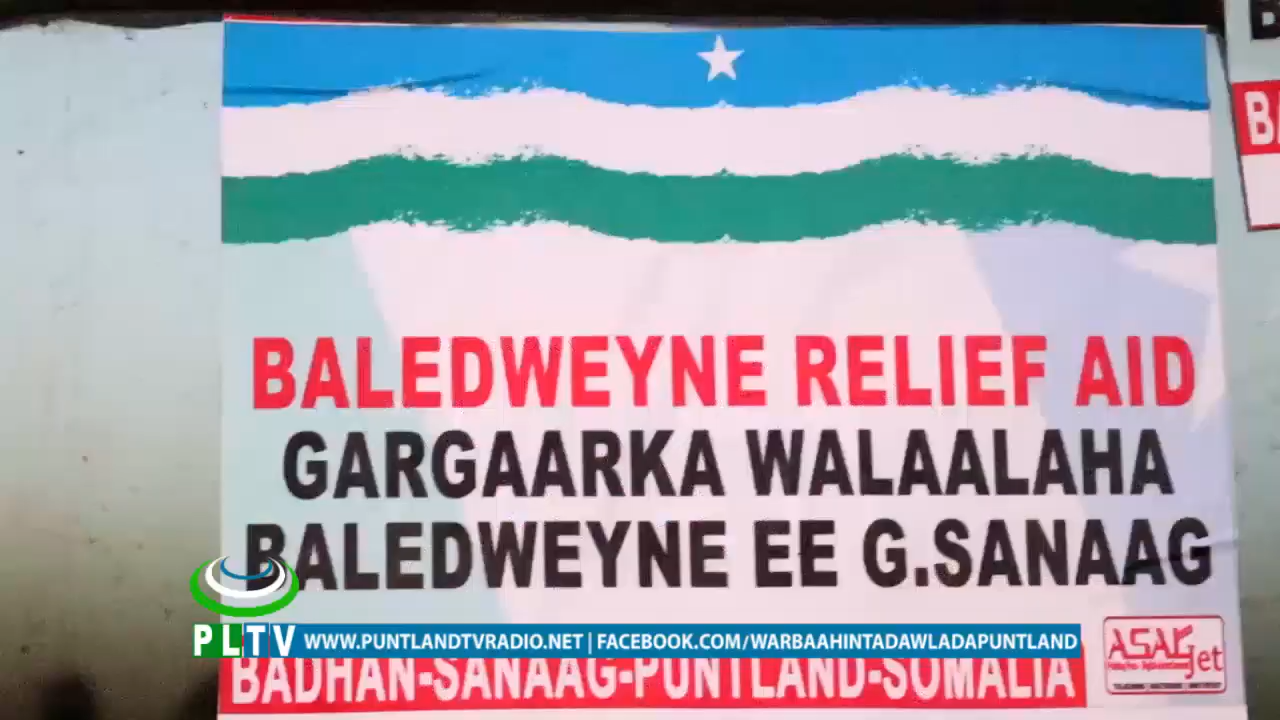 BALEDWEYNE RELIEF AID
GARGAARKA WALAALAHA
BALEDWEYNE EE G.SANAAG
PLTV WWW.PUNTLANDTVRADIO.NET | FACEBOOK.COM/WARBAAHINTADAWLADAPUNTLAND
BADHAN-SANAAG-PUNTLAND-SOMALIA
ASAL Jet